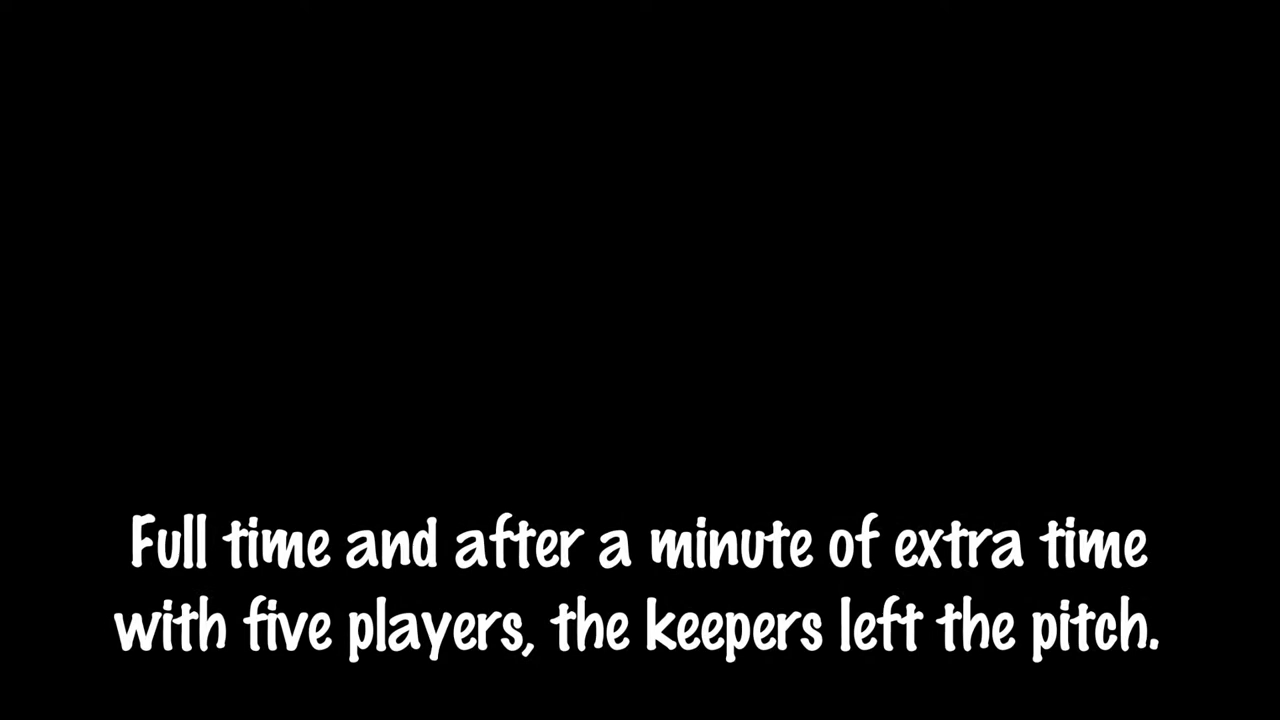 Full time and after a minute of extra time
with five players, the keepers left the pitch.